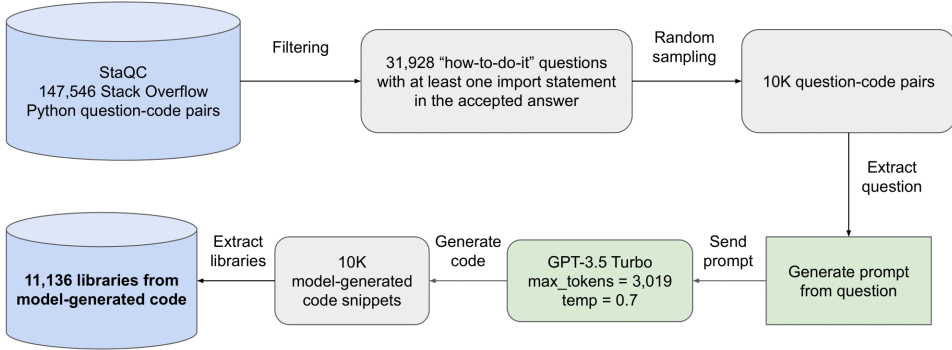 StaQC
147,546 Stack Overflow
Python question-code pairs
Filtering
31,928 “how-to-do-it” questions
with at least one import statement
in the accepted answer
Random
sampling
10K question-code pairs
Extract
question
Generate prompt
from question
Send
prompt
GPT-3.5 Turbo
max_tokens = 3,019
temp = 0.7
Generate
code
10K
model-generated
code snippets
Extract
libraries
11,136 libraries from
model-generated code